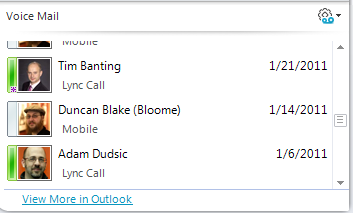 Voice Mail
Mobile
Tim Banting 1/21/2011
Lync Call
Duncan Blake (Bloome) 1/14/2011
Mobile
Adam Dudsic 1/6/2011
Lync Call
View More in Outlook